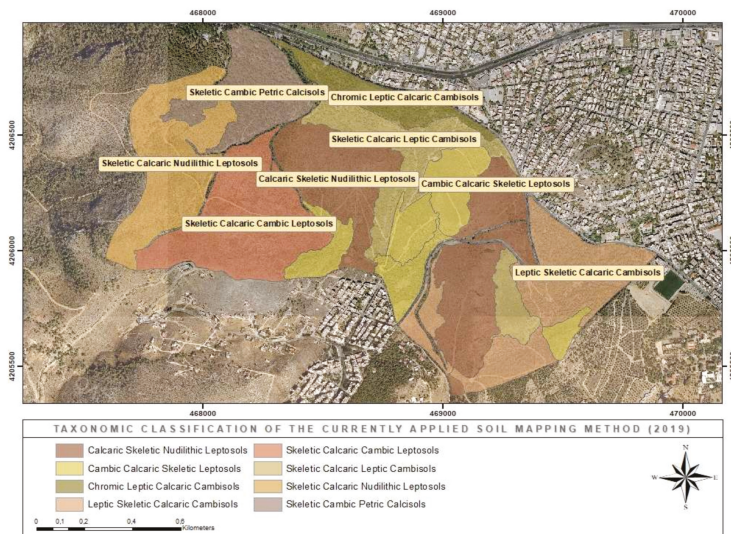 468000 469000 470000
4206500
4206000
4205500
Skeletic Cambic Petric Calcisols
Chromic Leptic Calcaric Cambisols
Skeletic Calcaric Leptic Cambisols
Skeletic Calcaric Nudilithic Leptosols
Calcaric Skeletic Nudilithic Leptosols
Cambic Calcaric Skeletic Leptosols
Skeletic Calcaric Cambic Leptosols
Leptic Skeletic Calcaric Cambisols
468000 469000 470000
TAXONOMIC CLASSIFICATION OF THE CURRENTLY APPLIED SOIL MAPPING METHOD (2019)
Calcaric Skeletic Nudilithic Leptosols
Cambic Calcaric Skeletic Leptosols
Chromic Leptic Calcaric Cambisols
Leptic Skeletic Calcaric Cambisols
Skeletic Calcaric Cambic Leptosols
Skeletic Calcaric Leptic Cambisols
Skeletic Calcaric Nudilithic Leptosols
Skeletic Cambic Petric Calcisols
N
W E
S
0 0,1 0,2 0,4 0,6
Kilometers